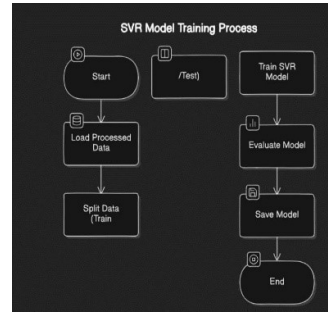 SVR Model Training Process
Start
/Test)
Train SVR
Model
Load Processed
Data
Evaluate Model
Split Data
(Train
Save Model
End